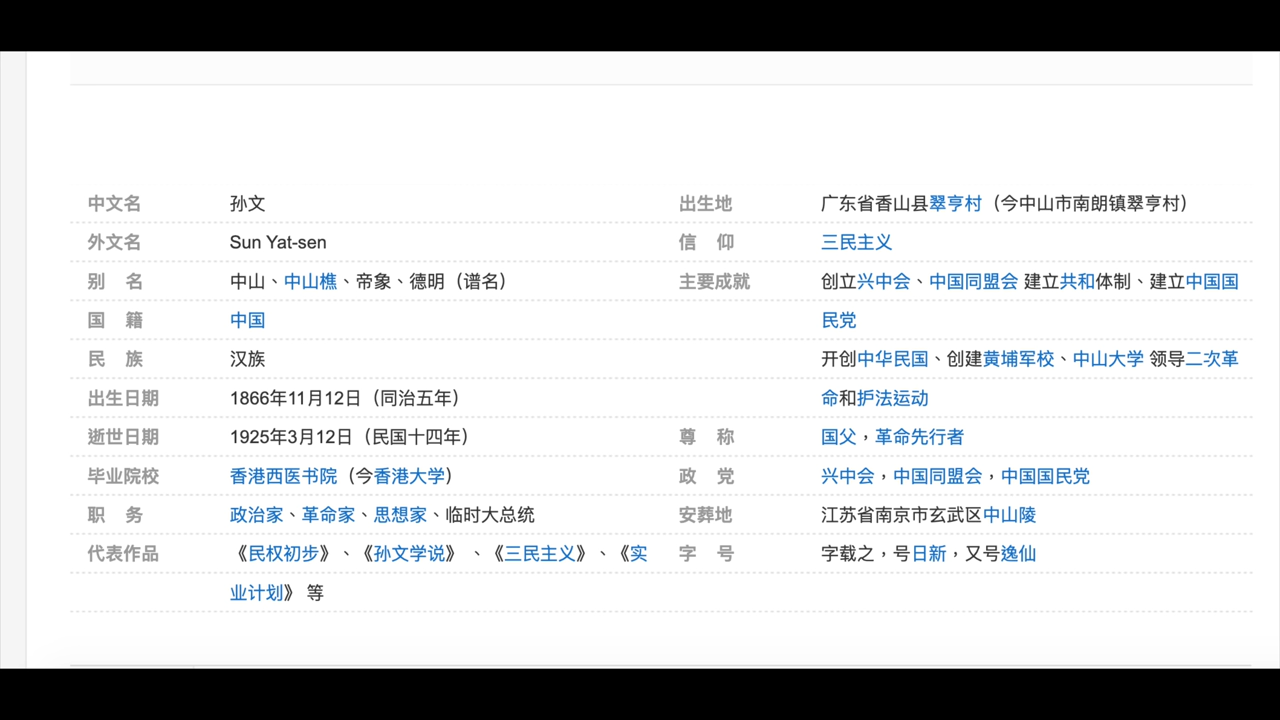 中文名 孙文
外文名 Sun Yat-sen
别 名 中山、中山樵、帝象、德明（谱名）
国 籍 中国
民 族 汉族
出生日期 1866年11月12日（同治五年）
逝世日期 1925年3月12日（民国十四年）
毕业院校 香港西医书院（今香港大学）
职 务 政治家、革命家、思想家、临时大总统
代表作品 《民权初步》、《孙文学说》 、《三民主义》、《实
业计划》 等
出生地 广东省香山县翠亨村（今中山市南朗镇翠亨村）
信 仰 三民主义
主要成就 创立兴中会、中国同盟会 建立共和体制、建立中国国
民党
开创中华民国、创建黄埔军校、中山大学 领导二次革
命和护法运动
尊 称 国父，革命先行者
政 党 兴中会，中国同盟会，中国国民党
安葬地 江苏省南京市玄武区中山陵
字 号 字载之，号日新，又号逸仙